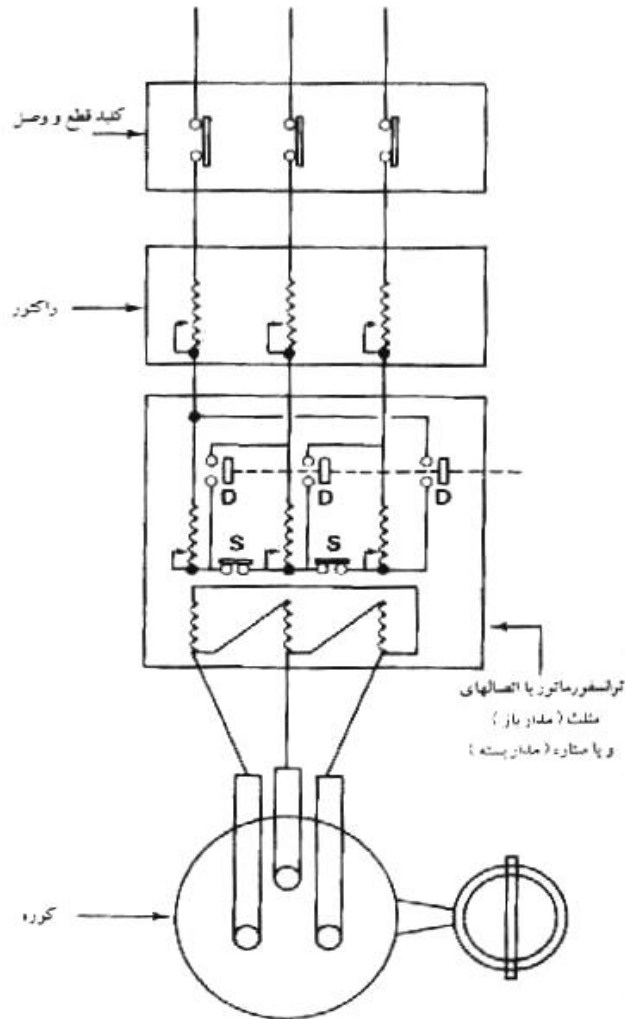 کلید قطع و وصل
راکتور
D D D
S S
ترانسفورماتور با اتصالهای
مثلث (مدار باز)
و یا ستاره (مدار بسته)
کوره